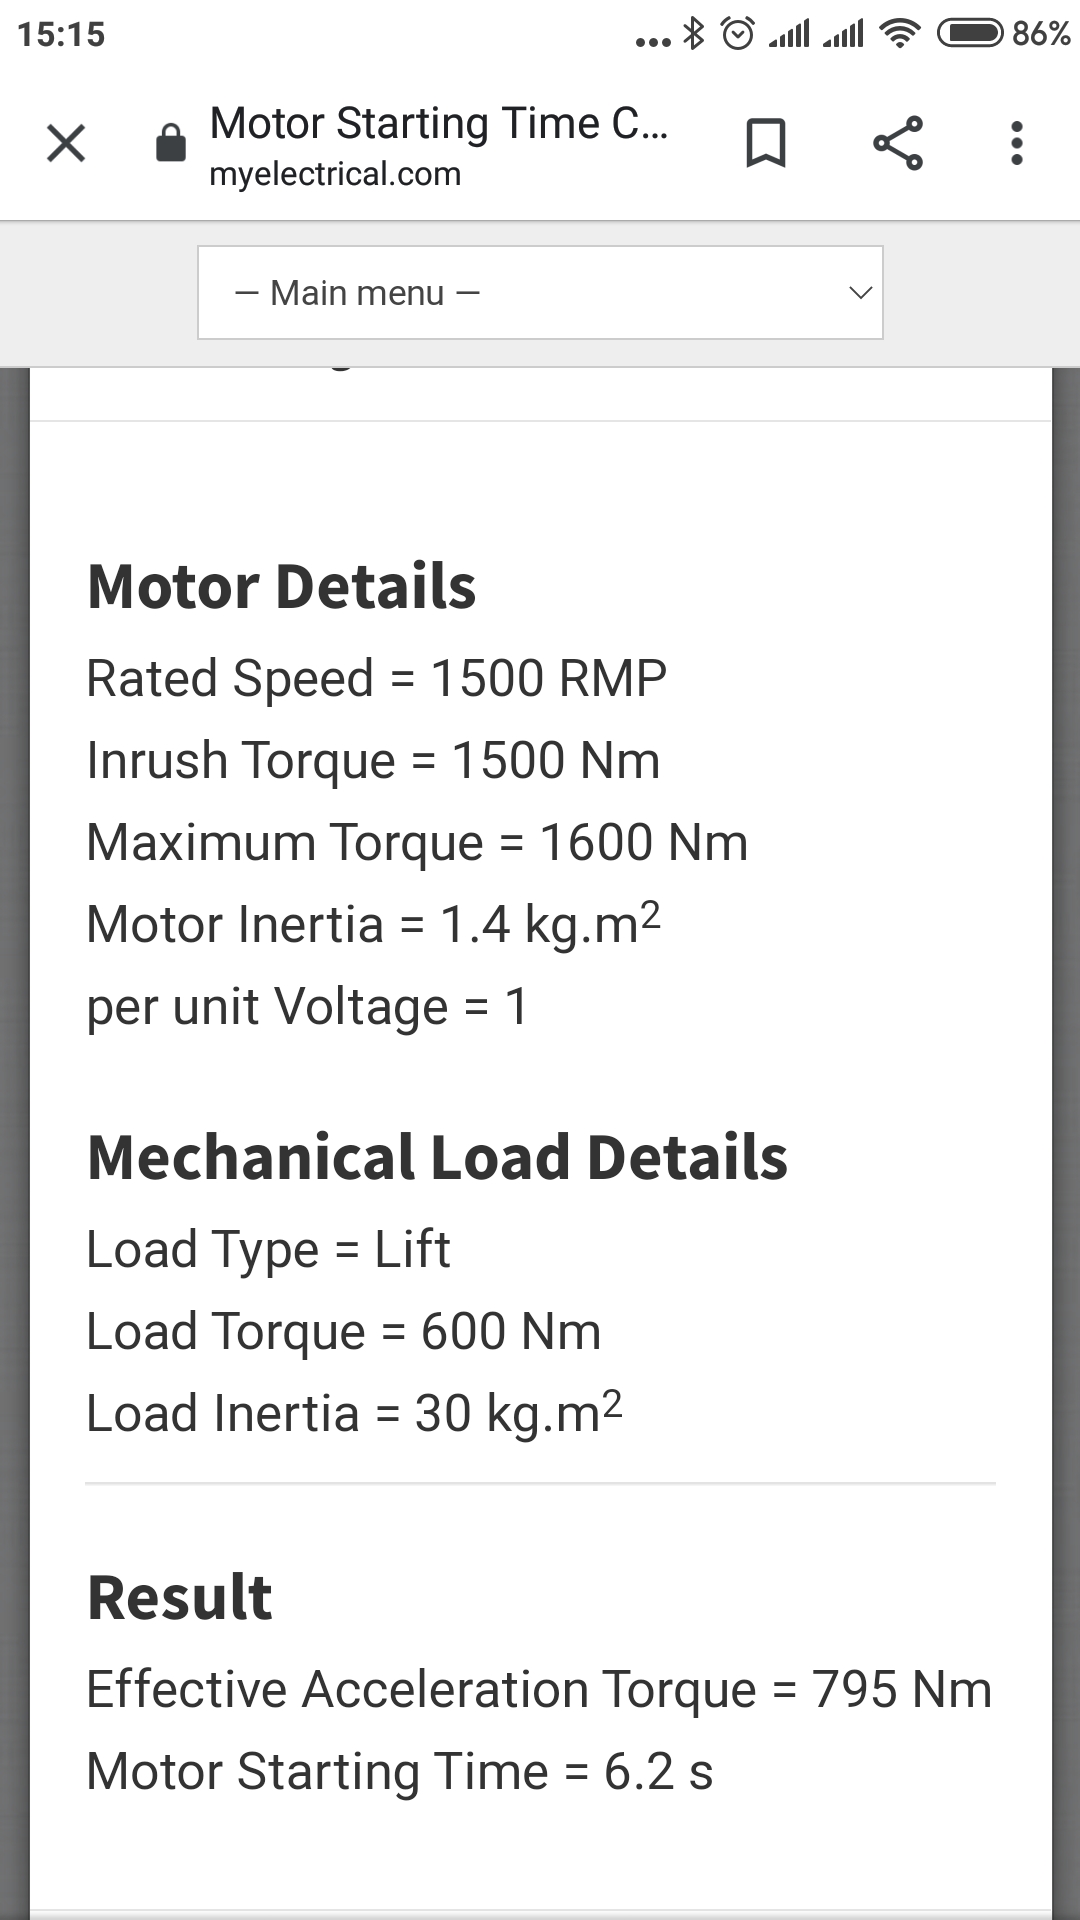 15:15
86%
Motor Starting Time C...
myelectrical.com
— Main menu —
Motor Details
Rated Speed = 1500 RMP
Inrush Torque = 1500 Nm
Maximum Torque = 1600 Nm
Motor Inertia = 1.4 kg.m²
per unit Voltage = 1
Mechanical Load Details
Load Type = Lift
Load Torque = 600 Nm
Load Inertia = 30 kg.m²
Result
Effective Acceleration Torque = 795 Nm
Motor Starting Time = 6.2 s